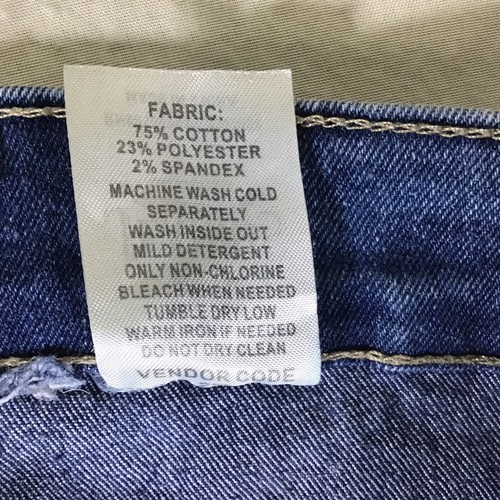 FABRIC:
75% COTTON
23% POLYESTER
2% SPANDEX
MACHINE WASH COLD
SEPARATELY
WASH INSIDE OUT
MILD DETERGENT
ONLY NON-CHLORINE
BLEACH WHEN NEEDED
TUMBLE DRY LOW
WARM IRON IF NEEDED
DO NOT DRY CLEAN
VENDOR CODE